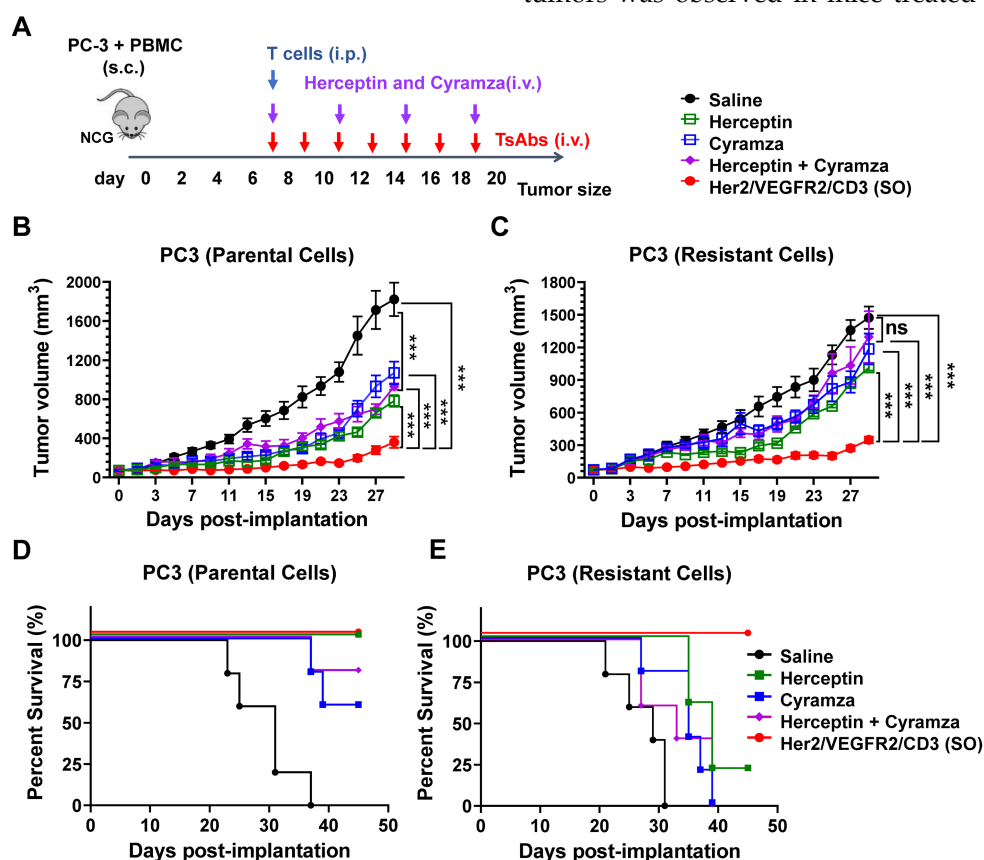 tumors was observed in mice treated
A
PC-3 + PBMC
(s.c.)
NCG
T cells (i.p.)
Herceptin and Cyramza(i.v.)
TsAbs (i.v.)
day 0 2 4 6 8 10 12 14 16 18 20 Tumor size
Saline
Herceptin
Cyramza
Herceptin + Cyramza
Her2/VEGFR2/CD3 (SO)
B
PC3 (Parental Cells)
Tumor volume (mm³)
2000
1600
1200
800
400
0
0 3 7 11 15 19 23 27
Days post-implantation
***
***
***
***
***
C
PC3 (Resistant Cells)
Tumor volume (mm³)
1800
1500
1200
900
600
300
0
0 3 7 11 15 19 23 27
Days post-implantation
ns
***
***
***
***
D
PC3 (Parental Cells)
Percent Survival (%)
100
75
50
25
0
0 10 20 30 40 50
Days post-implantation
E
PC3 (Resistant Cells)
Percent Survival (%)
100
75
50
25
0
0 10 20 30 40 50
Days post-implantation
Saline
Herceptin
Cyramza
Herceptin + Cyramza
Her2/VEGFR2/CD3 (SO)